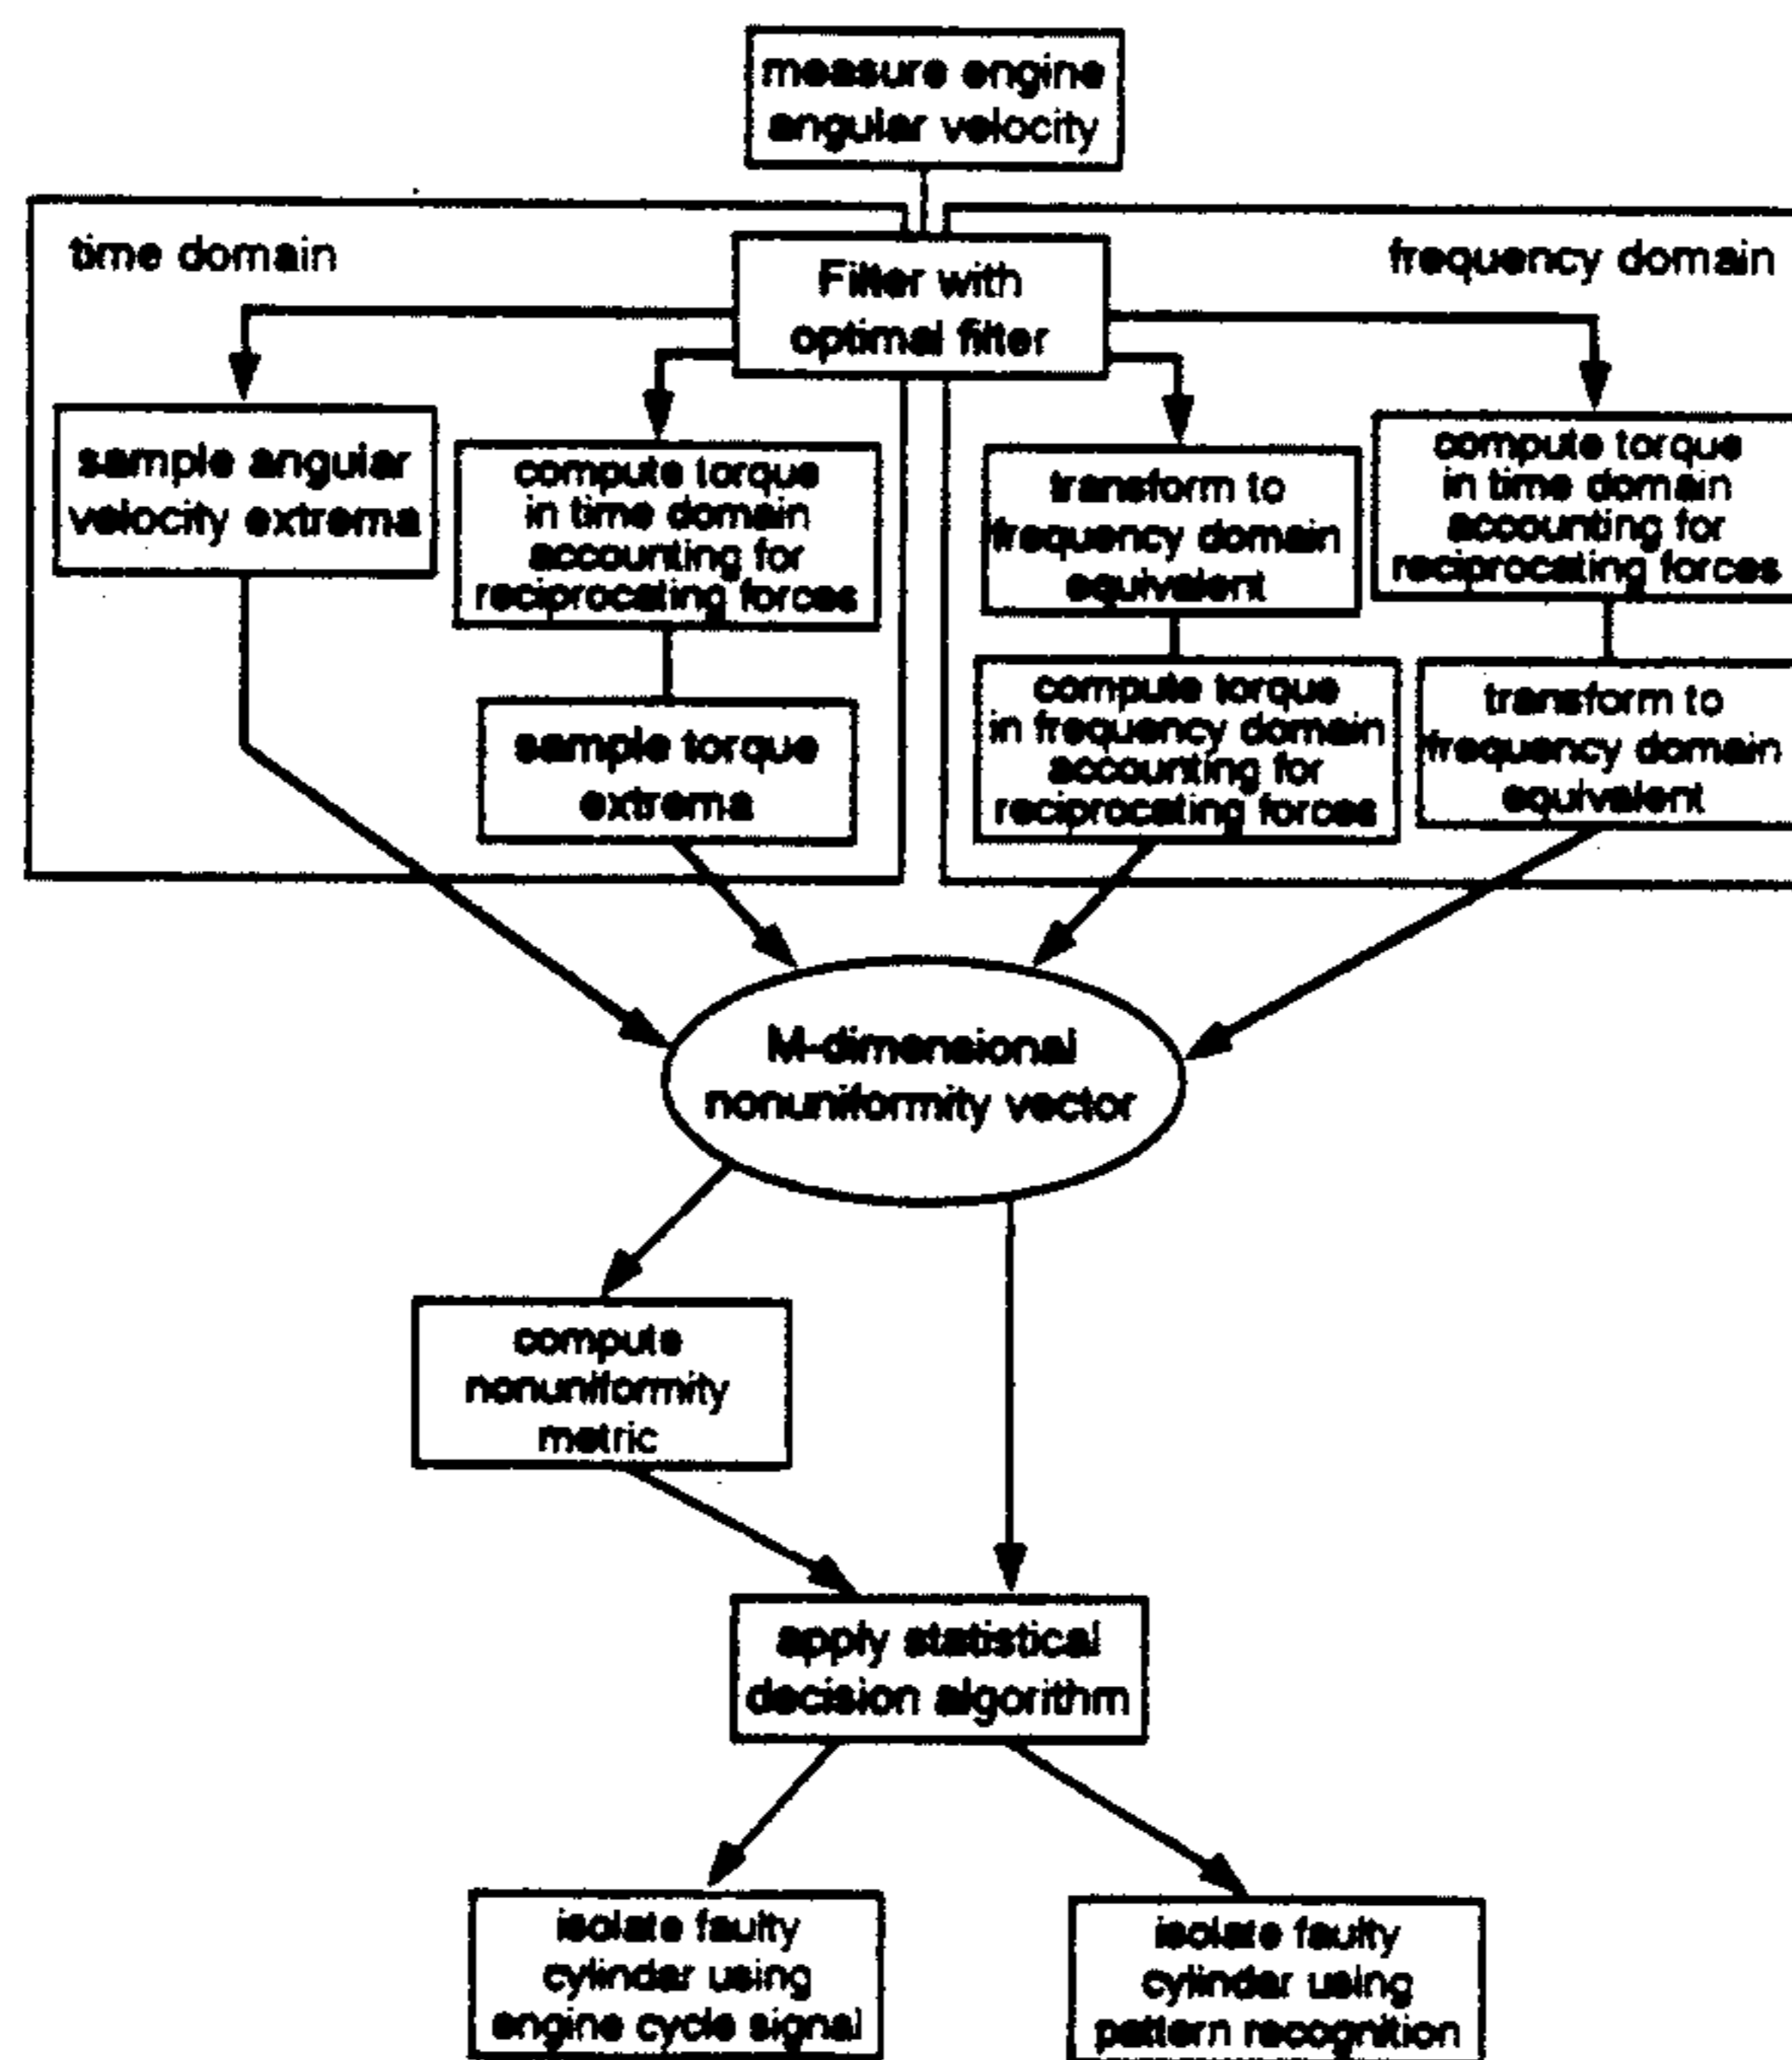 measure engine
angular velocity
time domain
frequency domain
Filter with
optimal filter
sample angular
velocity extrema
compute torque
in time domain
accounting for
reciprocating forces
transform to
frequency domain
equivalent
compute torque
in time domain
accounting for
reciprocating forces
sample torque
extrema
compute torque
in frequency domain
accounting for
reciprocating forces
transform to
frequency domain
equivalent
M-dimensional
nonuniformity vector
compute
nonuniformity
metric
apply statistical
decision algorithm
isolate faulty
cylinder using
engine cycle signal
isolate faulty
cylinder using
pattern recognition